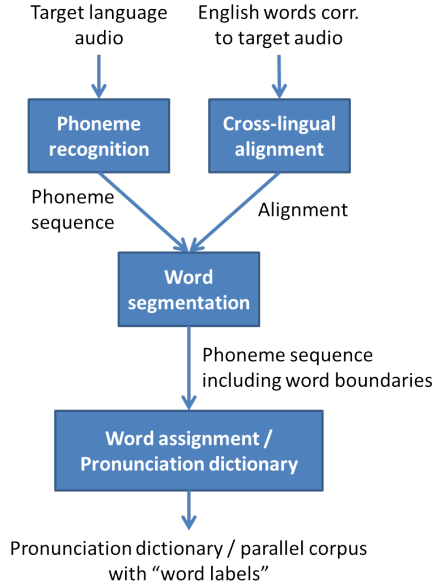 Target language
audio
English words corr.
to target audio
Phoneme
recognition
Cross-lingual
alignment
Phoneme
sequence
Alignment
Word
segmentation
Phoneme sequence
including word boundaries
Word assignment /
Pronunciation dictionary
Pronunciation dictionary / parallel corpus
with “word labels”